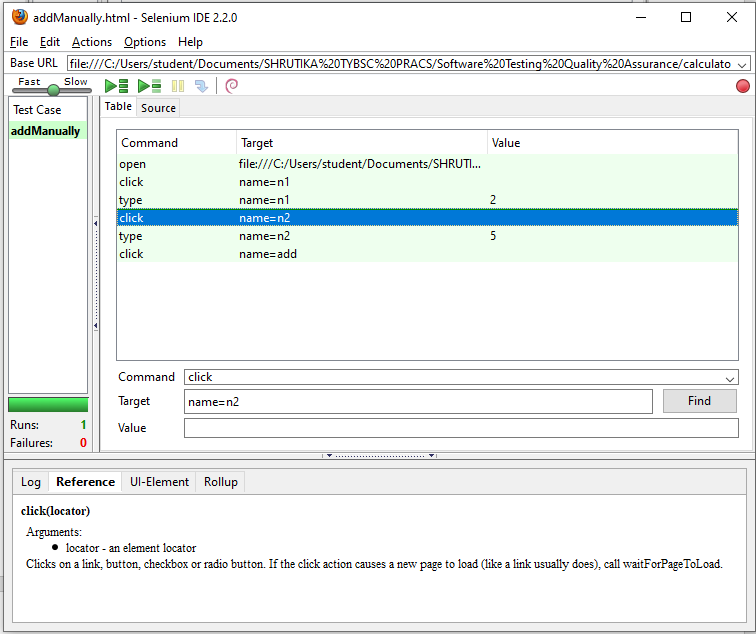 addManually.html - Selenium IDE 2.2.0
File Edit Actions Options Help
Base URL file:///C:/Users/student/Documents/SHRUTIKA%20TYBSC%20PRACS/Software%20Testing%20Quality%20Assurance/calculato
Fast Slow
Test Case
addManually
Table Source
Command Target Value
open file:///C:/Users/student/Documents/SHRUTI...
click name=n1
type name=n1 2
click name=n2
type name=n2 5
click name=add
Command click
Target name=n2 Find
Value
Runs: 1
Failures: 0
Log Reference UI-Element Rollup
click(locator)
Arguments:
• locator - an element locator
Clicks on a link, button, checkbox or radio button. If the click action causes a new page to load (like a link usually does), call waitForPageToLoad.